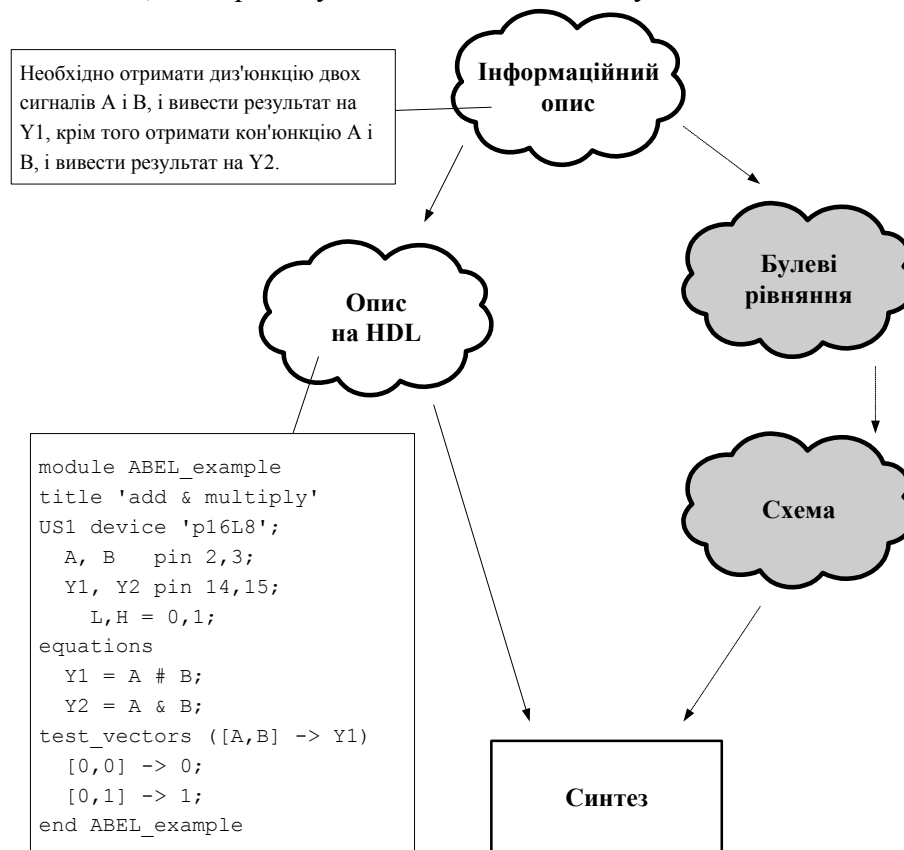 Необхідно отримати диз'юнкцію двох
сигналів А і В, і вивести результат на
Y1, крім того отримати кон'юнкцію А і
В, і вивести результат на Y2.
Інформаційний
опис
Булеві
рівняння
Опис
на HDL
Схема
module ABEL_example
title 'add & multiply'
US1 device 'p16L8';
A, B   pin 2,3;
Y1, Y2 pin 14,15;
L,H = 0,1;
equations
Y1 = A # B;
Y2 = A & B;
test_vectors ([A,B] -> Y1)
[0,0] -> 0;
[0,1] -> 1;
end ABEL_example
Синтез